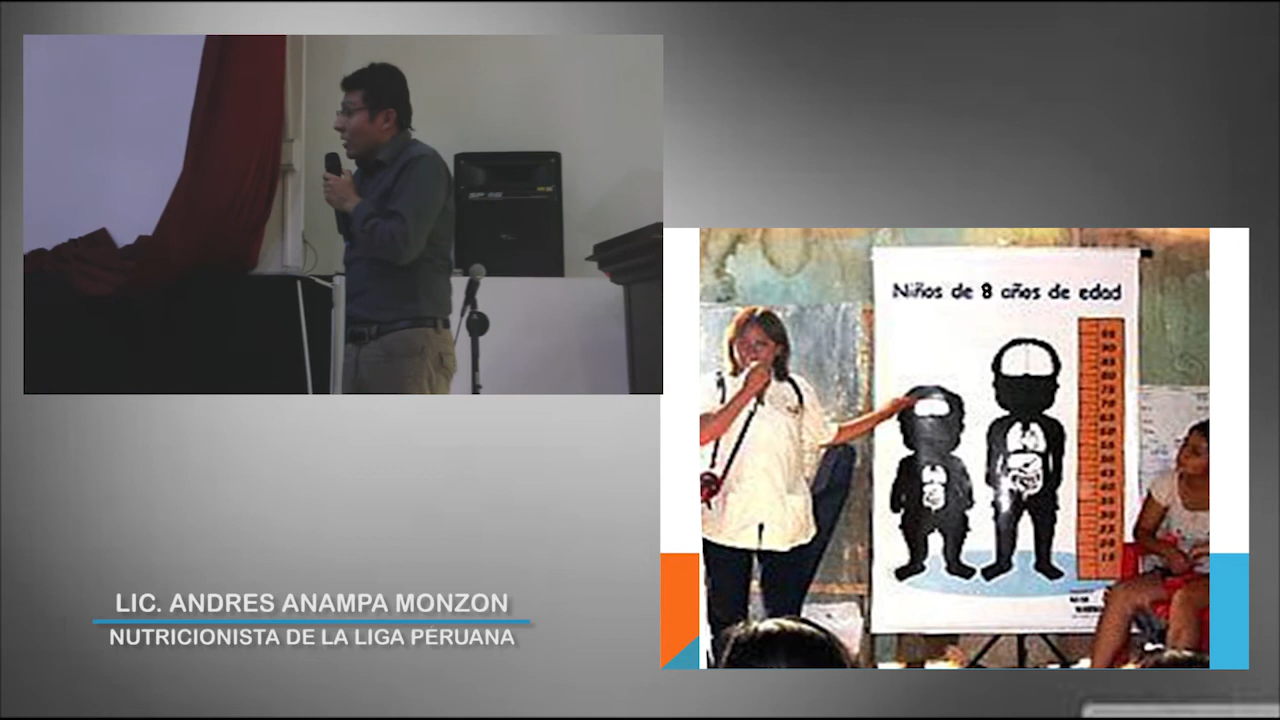 Niños de 8 años de edad
LIC. ANDRES ANAMPA MONZON
NUTRICIONISTA DE LA LIGA PERUANA